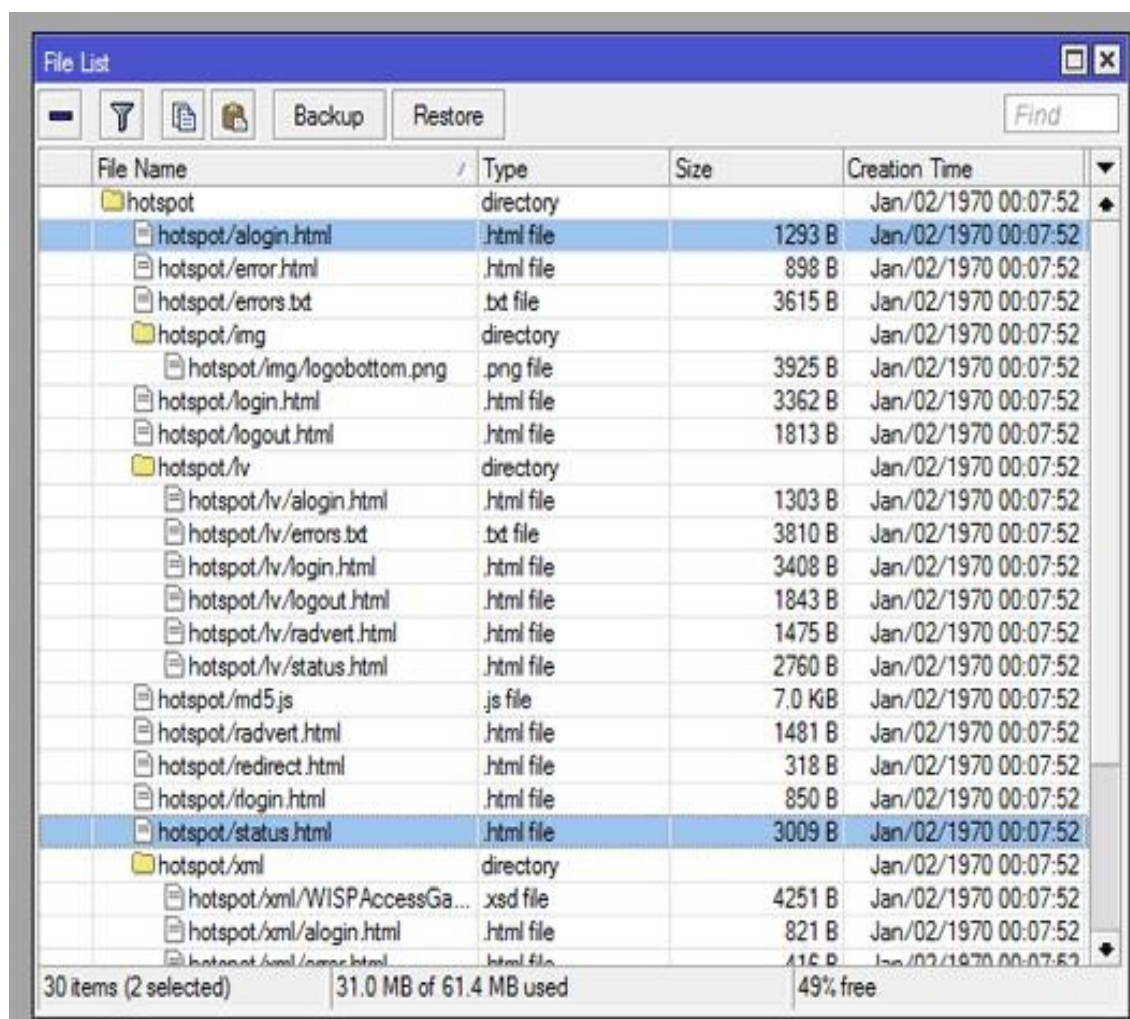 File List
Backup Restore Find
File Name / Type Size Creation Time
hotspot directory Jan/02/1970 00:07:52
hotspot/alogin.html .html file 1293 B Jan/02/1970 00:07:52
hotspot/error.html .html file 898 B Jan/02/1970 00:07:52
hotspot/errors.txt .txt file 3615 B Jan/02/1970 00:07:52
hotspot/img directory Jan/02/1970 00:07:52
hotspot/img/logobottom.png .png file 3925 B Jan/02/1970 00:07:52
hotspot/login.html .html file 3362 B Jan/02/1970 00:07:52
hotspot/logout.html .html file 1813 B Jan/02/1970 00:07:52
hotspot/lv directory Jan/02/1970 00:07:52
hotspot/lv/alogin.html .html file 1303 B Jan/02/1970 00:07:52
hotspot/lv/errors.txt .txt file 3810 B Jan/02/1970 00:07:52
hotspot/lv/login.html .html file 3408 B Jan/02/1970 00:07:52
hotspot/lv/logout.html .html file 1843 B Jan/02/1970 00:07:52
hotspot/lv/radvert.html .html file 1475 B Jan/02/1970 00:07:52
hotspot/lv/status.html .html file 2760 B Jan/02/1970 00:07:52
hotspot/md5.js .js file 7.0 KiB Jan/02/1970 00:07:52
hotspot/radvert.html .html file 1481 B Jan/02/1970 00:07:52
hotspot/redirect.html .html file 318 B Jan/02/1970 00:07:52
hotspot/rlogin.html .html file 850 B Jan/02/1970 00:07:52
hotspot/status.html .html file 3009 B Jan/02/1970 00:07:52
hotspot/xml directory Jan/02/1970 00:07:52
hotspot/xml/WISPAccessGa... .xsd file 4251 B Jan/02/1970 00:07:52
hotspot/xml/alogin.html .html file 821 B Jan/02/1970 00:07:52
hotspot/xml/error.html .html file 416 B Jan/02/1970 00:07:52
30 items (2 selected) 31.0 MB of 61.4 MB used 49% free